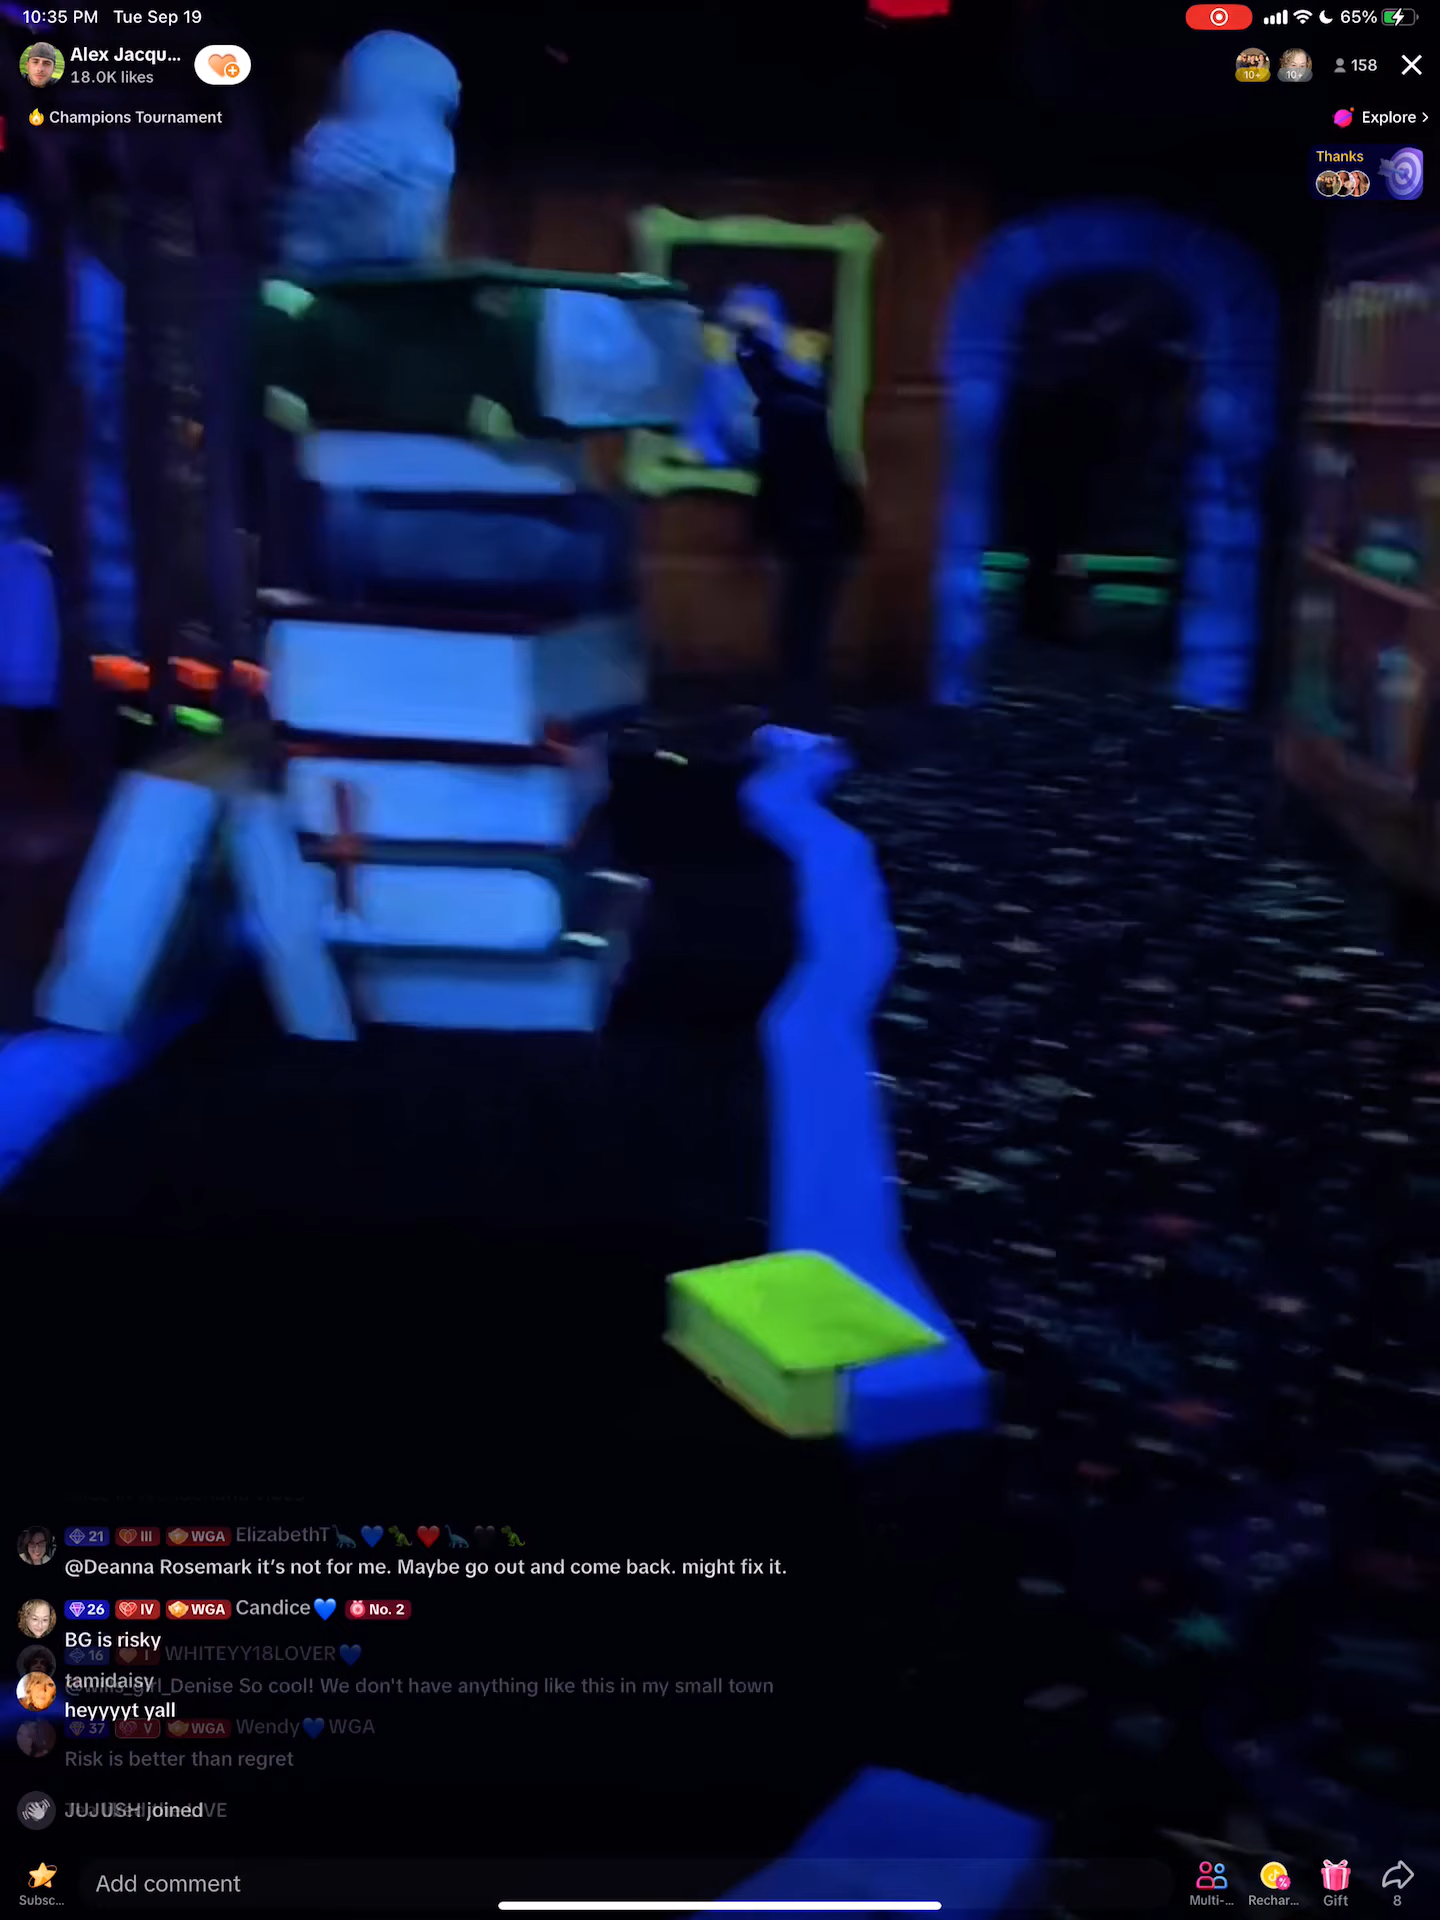 10:35 PM Tue Sep 19
65%
Alex Jacqu...
18.0K likes
10+
10+
158
Champions Tournament
Explore >
Thanks
21 III WGA ElizabethT
@Deanna Rosemark it's not for me. Maybe go out and come back. might fix it.
26 IV WGA Candice No. 2
BG is risky
16 I WHITEYY18LOVER
tamidaisy
_Denise So cool! We don't have anything like this in my small town
heyyyyt yall
37 V WGA Wendy WGA
Risk is better than regret
JUJUSH joined
Add comment
Subsc...
Multi-...
Rechar...
Gift
8